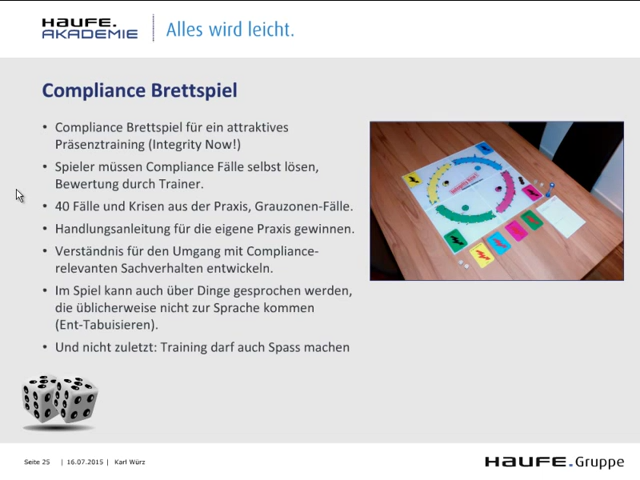 HAUFE.
AKADEMIE
Alles wird leicht.
Compliance Brettspiel
• Compliance Brettspiel für ein attraktives
Präsenztraining (Integrity Now!)
• Spieler müssen Compliance Fälle selbst lösen,
Bewertung durch Trainer.
• 40 Fälle und Krisen aus der Praxis, Grauzonen-Fälle.
• Handlungsanleitung für die eigene Praxis gewinnen.
• Verständnis für den Umgang mit Compliance-
relevanten Sachverhalten entwickeln.
• Im Spiel kann auch über Dinge gesprochen werden,
die üblicherweise nicht zur Sprache kommen
(Ent-Tabuisieren).
• Und nicht zuletzt: Training darf auch Spass machen
Seite 25 | 16.07.2015 | Karl Würz
HAUFE.Gruppe